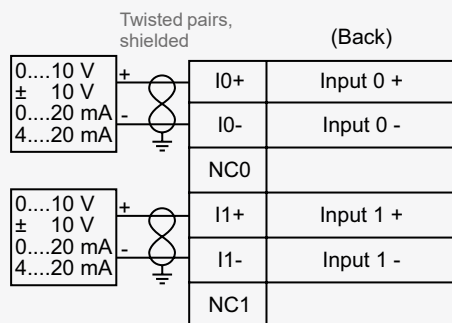 Twisted pairs,
shielded
(Back)
0....10 V
± 10 V
0....20 mA
4....20 mA
+
-
I0+ Input 0 +
I0- Input 0 -
NC0
0....10 V
± 10 V
0....20 mA
4....20 mA
+
-
I1+ Input 1 +
I1- Input 1 -
NC1